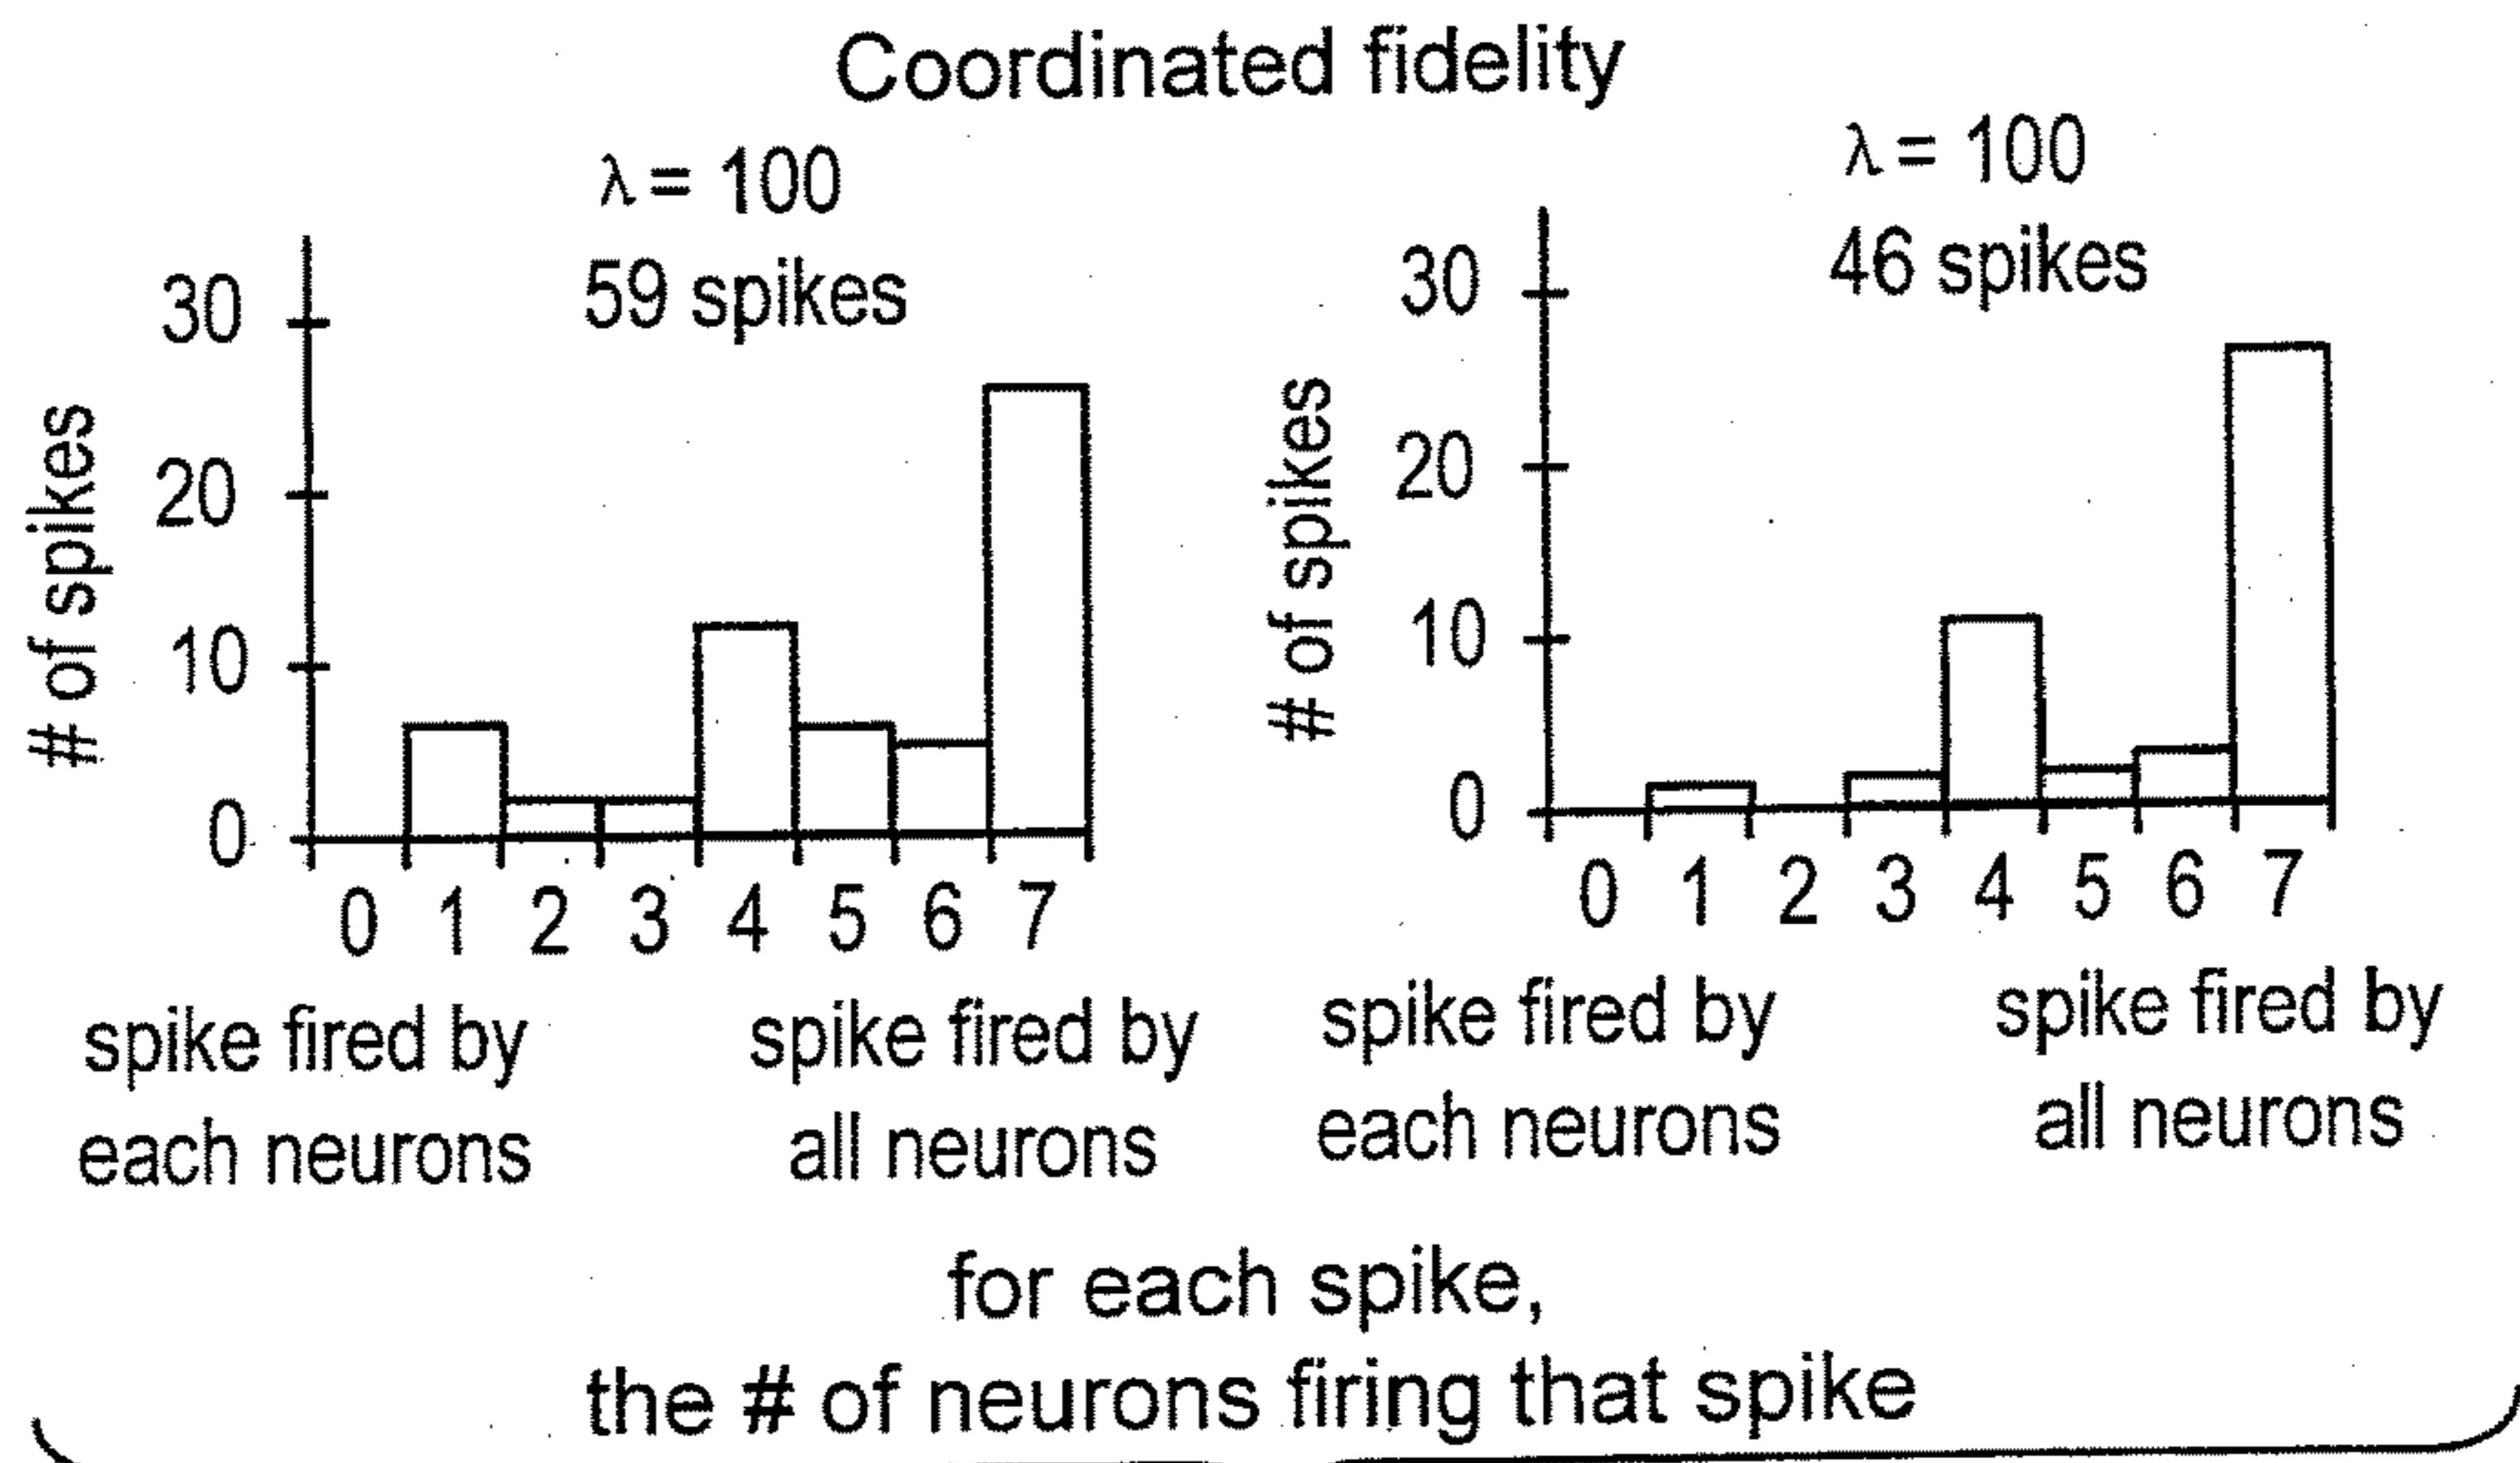 Coordinated fidelity
λ = 100
59 spikes
# of spikes
30
20
10
0
0 1 2 3 4 5 6 7
spike fired by
each neurons
spike fired by
all neurons
λ = 100
46 spikes
# of spikes
30
20
10
0
0 1 2 3 4 5 6 7
spike fired by
each neurons
spike fired by
all neurons
for each spike,
the # of neurons firing that spike